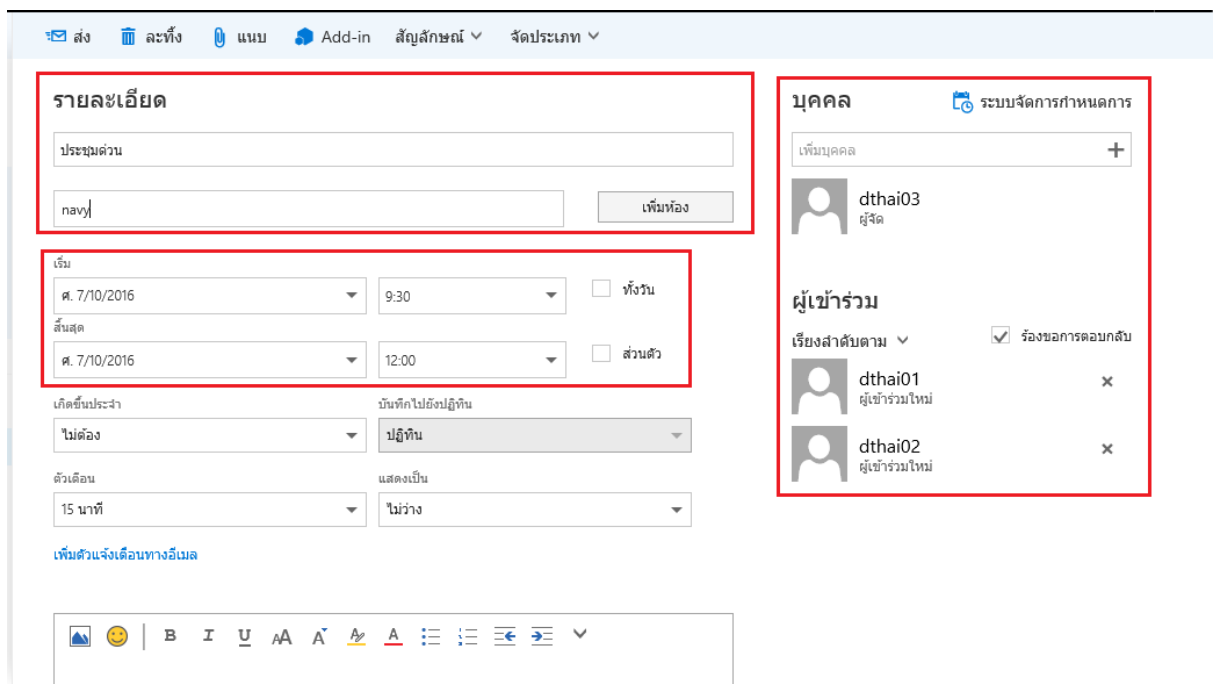 ส่ง ละทิ้ง แนบ Add-in สัญลักษณ์ จัดประเภท
รายละเอียด
ประชุมด่วน
navy เพิ่มห้อง
เริ่ม
ศ. 7/10/2016 9:30 ทั้งวัน
สิ้นสุด
ศ. 7/10/2016 12:00 ส่วนตัว
เกิดขึ้นประจำ บันทึกไปยังปฏิทิน
ไม่ต้อง ปฏิทิน
ตัวเตือน แสดงเป็น
15 นาที ไม่ว่าง
เพิ่มตัวแจ้งเตือนทางอีเมล
B I U AA A A A
บุคคล ระบบจัดการกำหนดการ
เพิ่มบุคคล
dthai03
ผู้จัด
ผู้เข้าร่วม
เรียงลำดับตาม ร้องขอการตอบกลับ
dthai01
ผู้เข้าร่วมใหม่
dthai02
ผู้เข้าร่วมใหม่